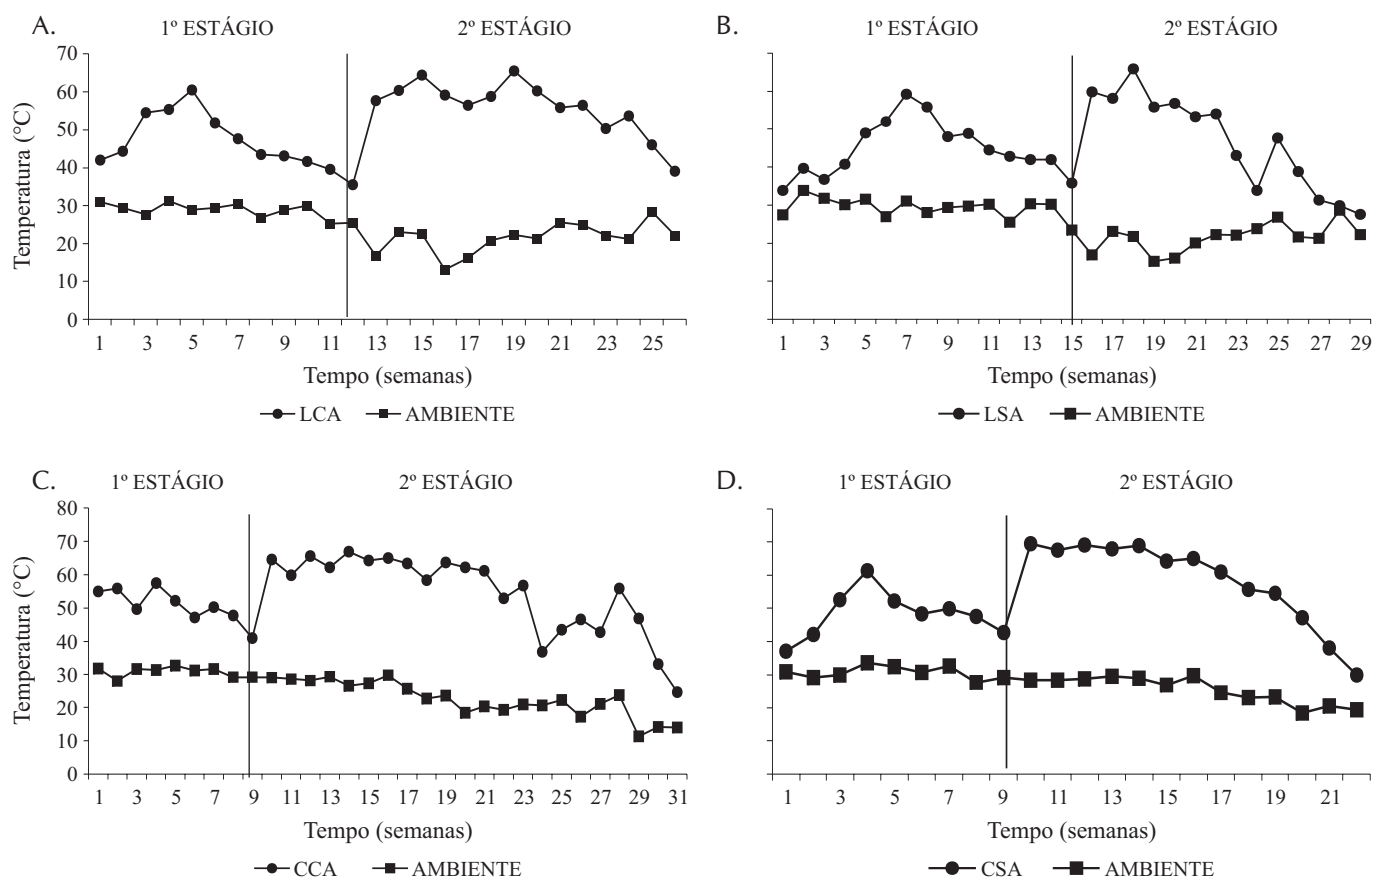 A.
1º ESTÁGIO 2º ESTÁGIO
70
60
50
40
30
20
10
0
Temperatura (°C)
1 3 5 7 9 11 13 15 17 19 21 23 25
Tempo (semanas)
LCA AMBIENTE
B.
1º ESTÁGIO 2º ESTÁGIO
1 3 5 7 9 11 13 15 17 19 21 23 25 27 29
Tempo (semanas)
LSA AMBIENTE
C.
1º ESTÁGIO 2º ESTÁGIO
80
70
60
50
40
30
20
10
0
Temperatura (°C)
1 3 5 7 9 11 13 15 17 19 21 23 25 27 29 31
Tempo (semanas)
CCA AMBIENTE
D.
1º ESTÁGIO 2º ESTÁGIO
1 3 5 7 9 11 13 15 17 19 21
Tempo (semanas)
CSA AMBIENTE